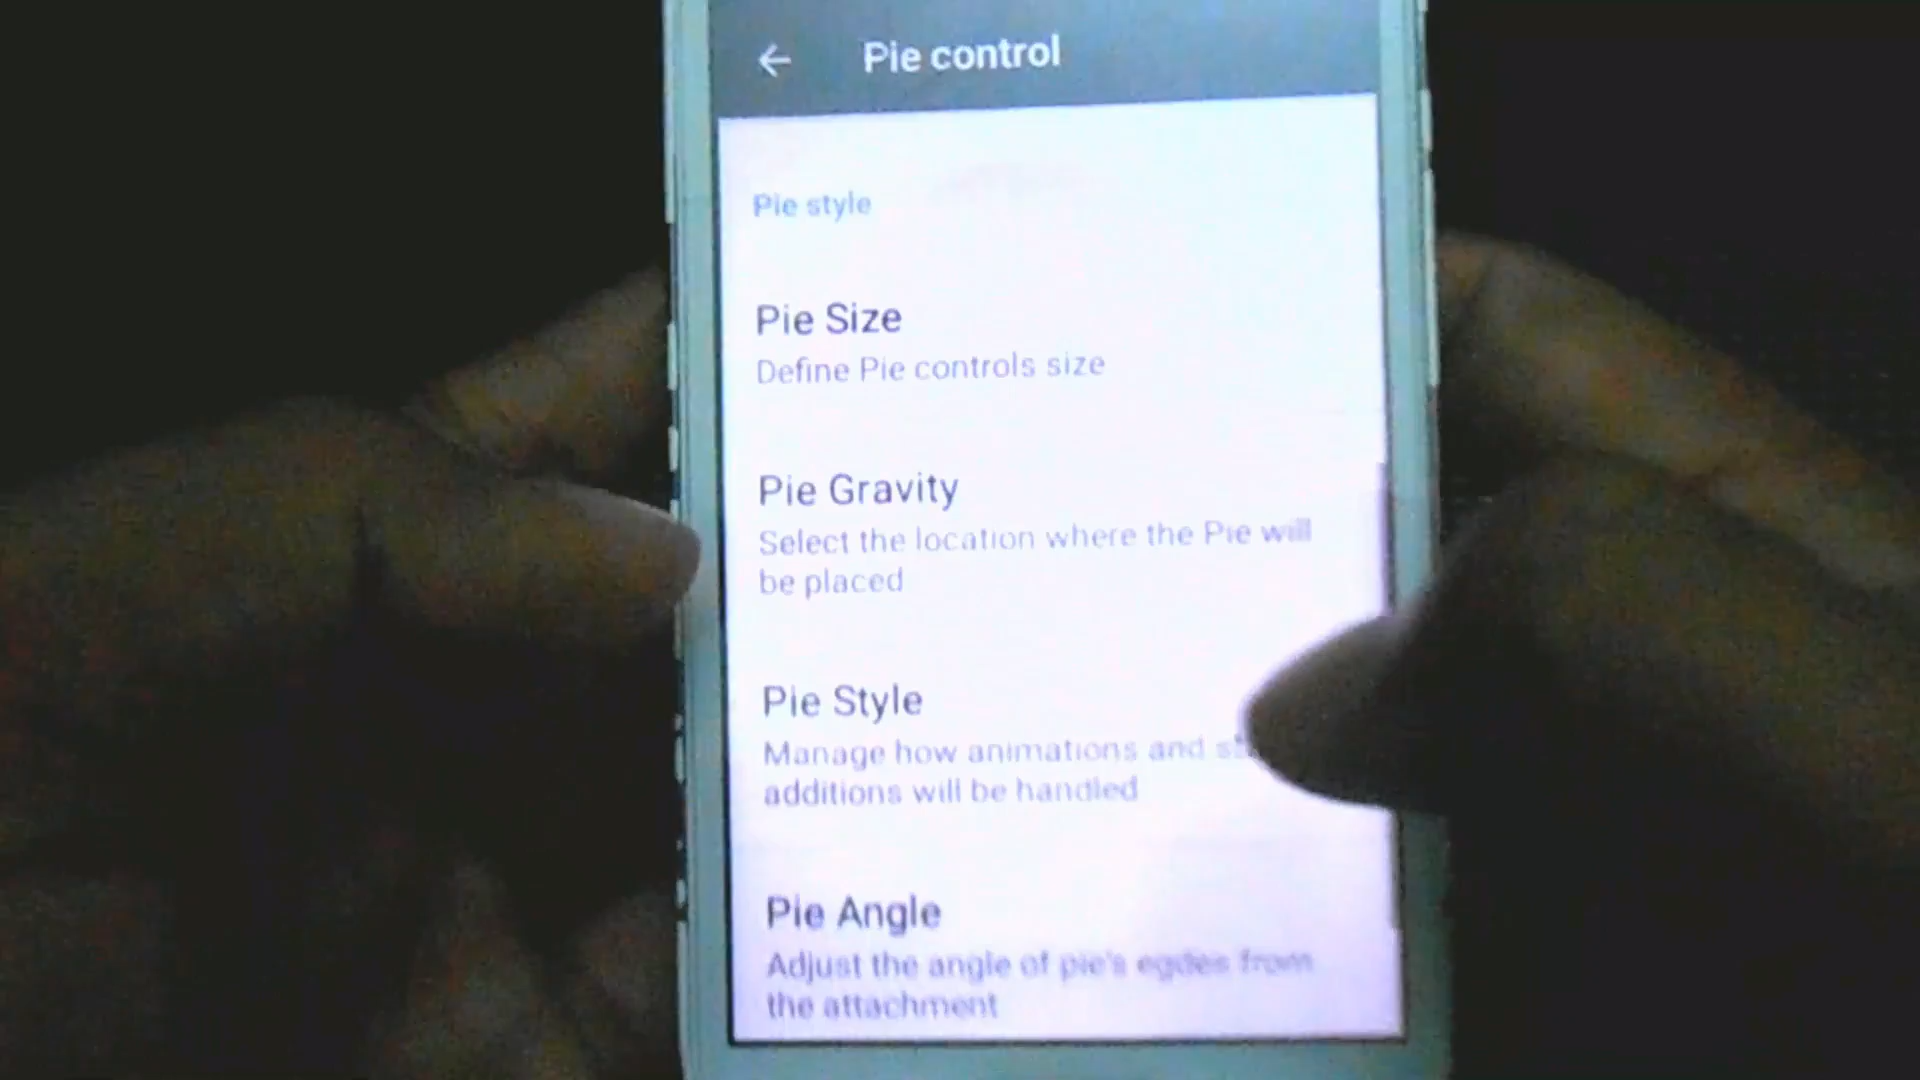 Pie control
Pie style
Pie Size
Define Pie controls size
Pie Gravity
Select the location where the Pie will
be placed
Pie Style
Manage how animations and
additions will be handled
Pie Angle
Adjust the angle of pie's egdes from
the attachment